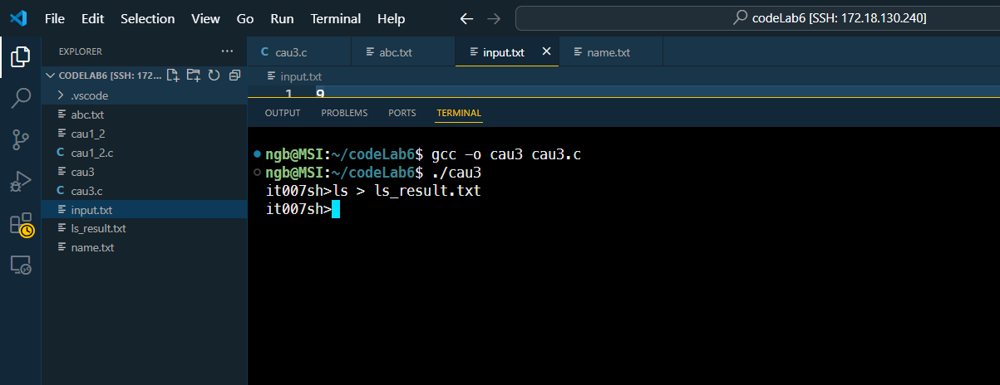 File Edit Selection View Go Run Terminal Help
codeLab6 [SSH: 172.18.130.240]
EXPLORER
CODELAB6 [SSH: 172...
.vscode
abc.txt
cau1_2
cau1_2.c
cau3
cau3.c
input.txt
ls_result.txt
name.txt
cau3.c abc.txt input.txt name.txt
input.txt
1 9
OUTPUT PROBLEMS PORTS TERMINAL
ngb@MSI:~/codeLab6$ gcc -o cau3 cau3.c
ngb@MSI:~/codeLab6$ ./cau3
it007sh>ls > ls_result.txt
it007sh>